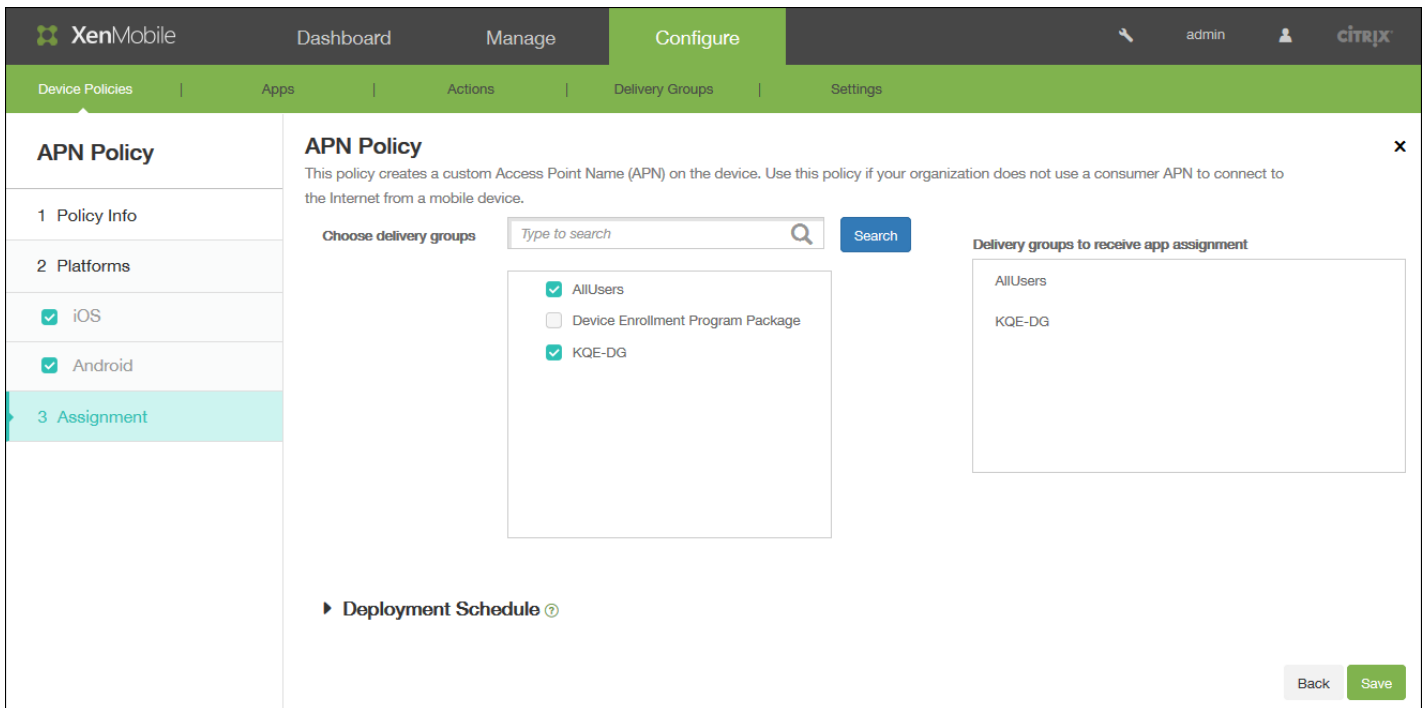 XenMobile
Dashboard
Manage
Configure
admin
CİTRIX
Device Policies | Apps | Actions | Delivery Groups | Settings
APN Policy
1 Policy Info
2 Platforms
iOS
Android
3 Assignment
APN Policy
This policy creates a custom Access Point Name (APN) on the device. Use this policy if your organization does not use a consumer APN to connect to
the Internet from a mobile device.
Choose delivery groups
Type to search
Search
AllUsers
Device Enrollment Program Package
KQE-DG
Delivery groups to receive app assignment
AllUsers
KQE-DG
Deployment Schedule ?
Back
Save